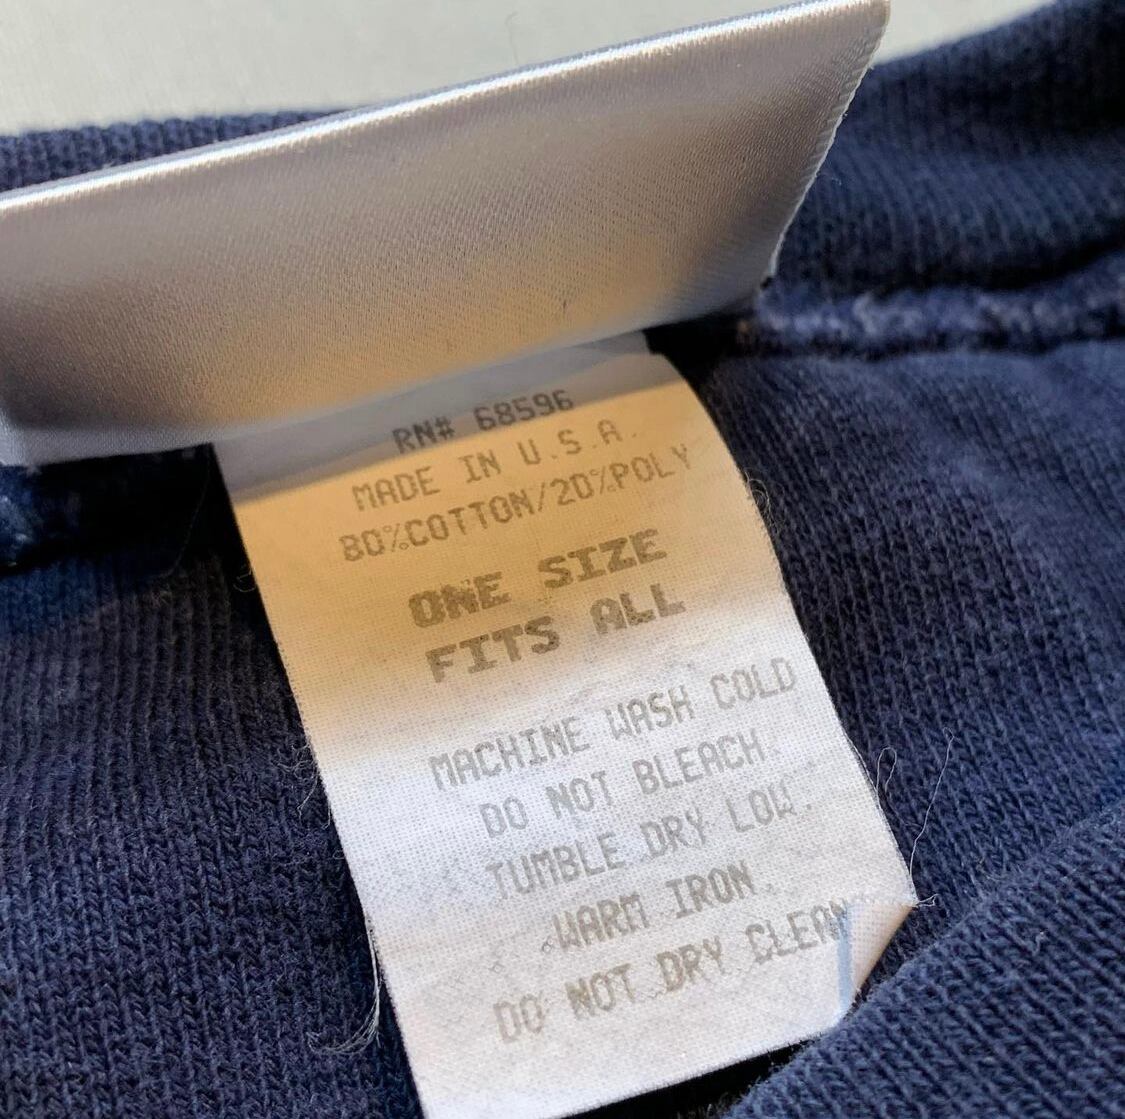 RN# 68596
MADE IN U.S.A.
80%COTTON/20%POLY
ONE SIZE
FITS ALL
MACHINE WASH COLD
DO NOT BLEACH.
TUMBLE DRY LOW.
WARM IRON.
DO NOT DRY CLEAN